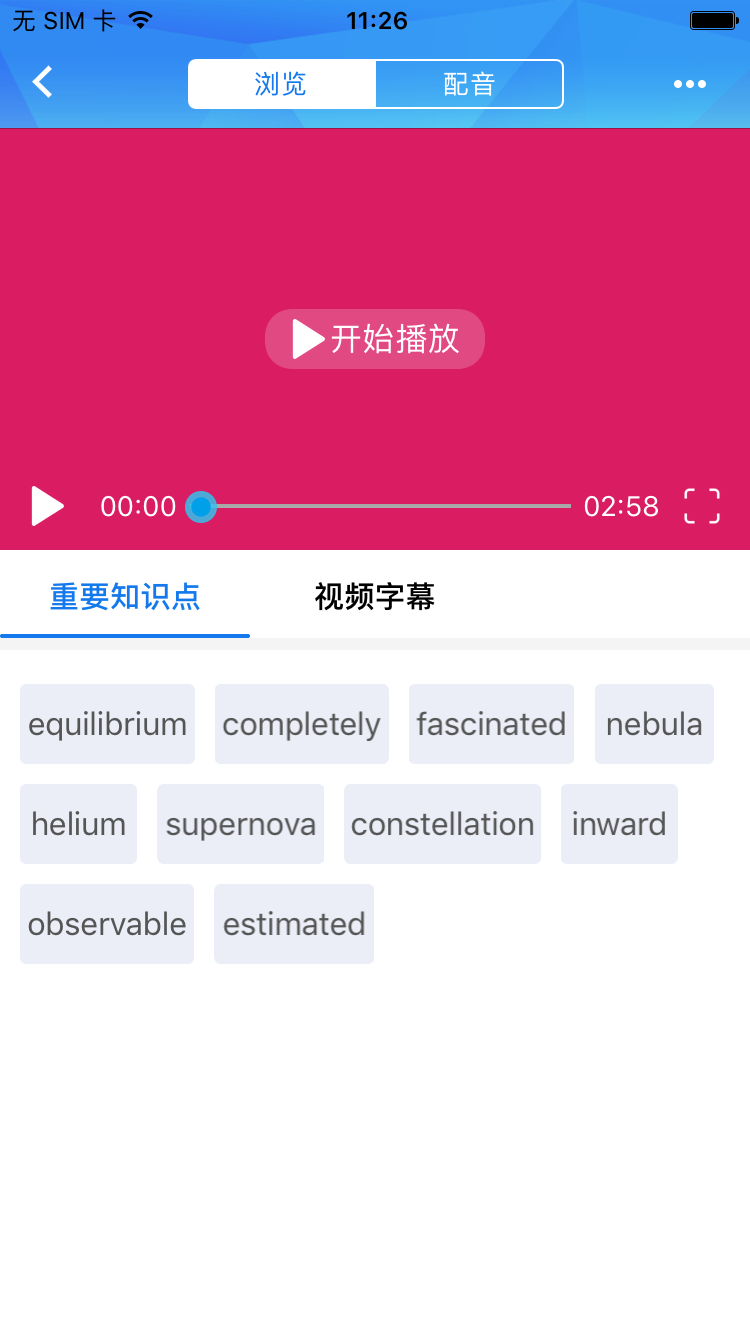 无 SIM 卡 11:26
浏览 配音
开始播放
00:00 02:58
重要知识点 视频字幕
equilibrium completely fascinated nebula
helium supernova constellation inward
observable estimated